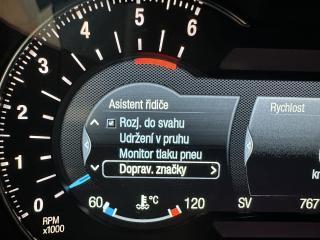 6
5
4
3
2
1
0
RPM
x1000
Asistent řidiče
Rozj. do svahu
Udržení v pruhu
Monitor tlaku pneu
Doprav. značky
60 °C 120
Rychlost
SV 767